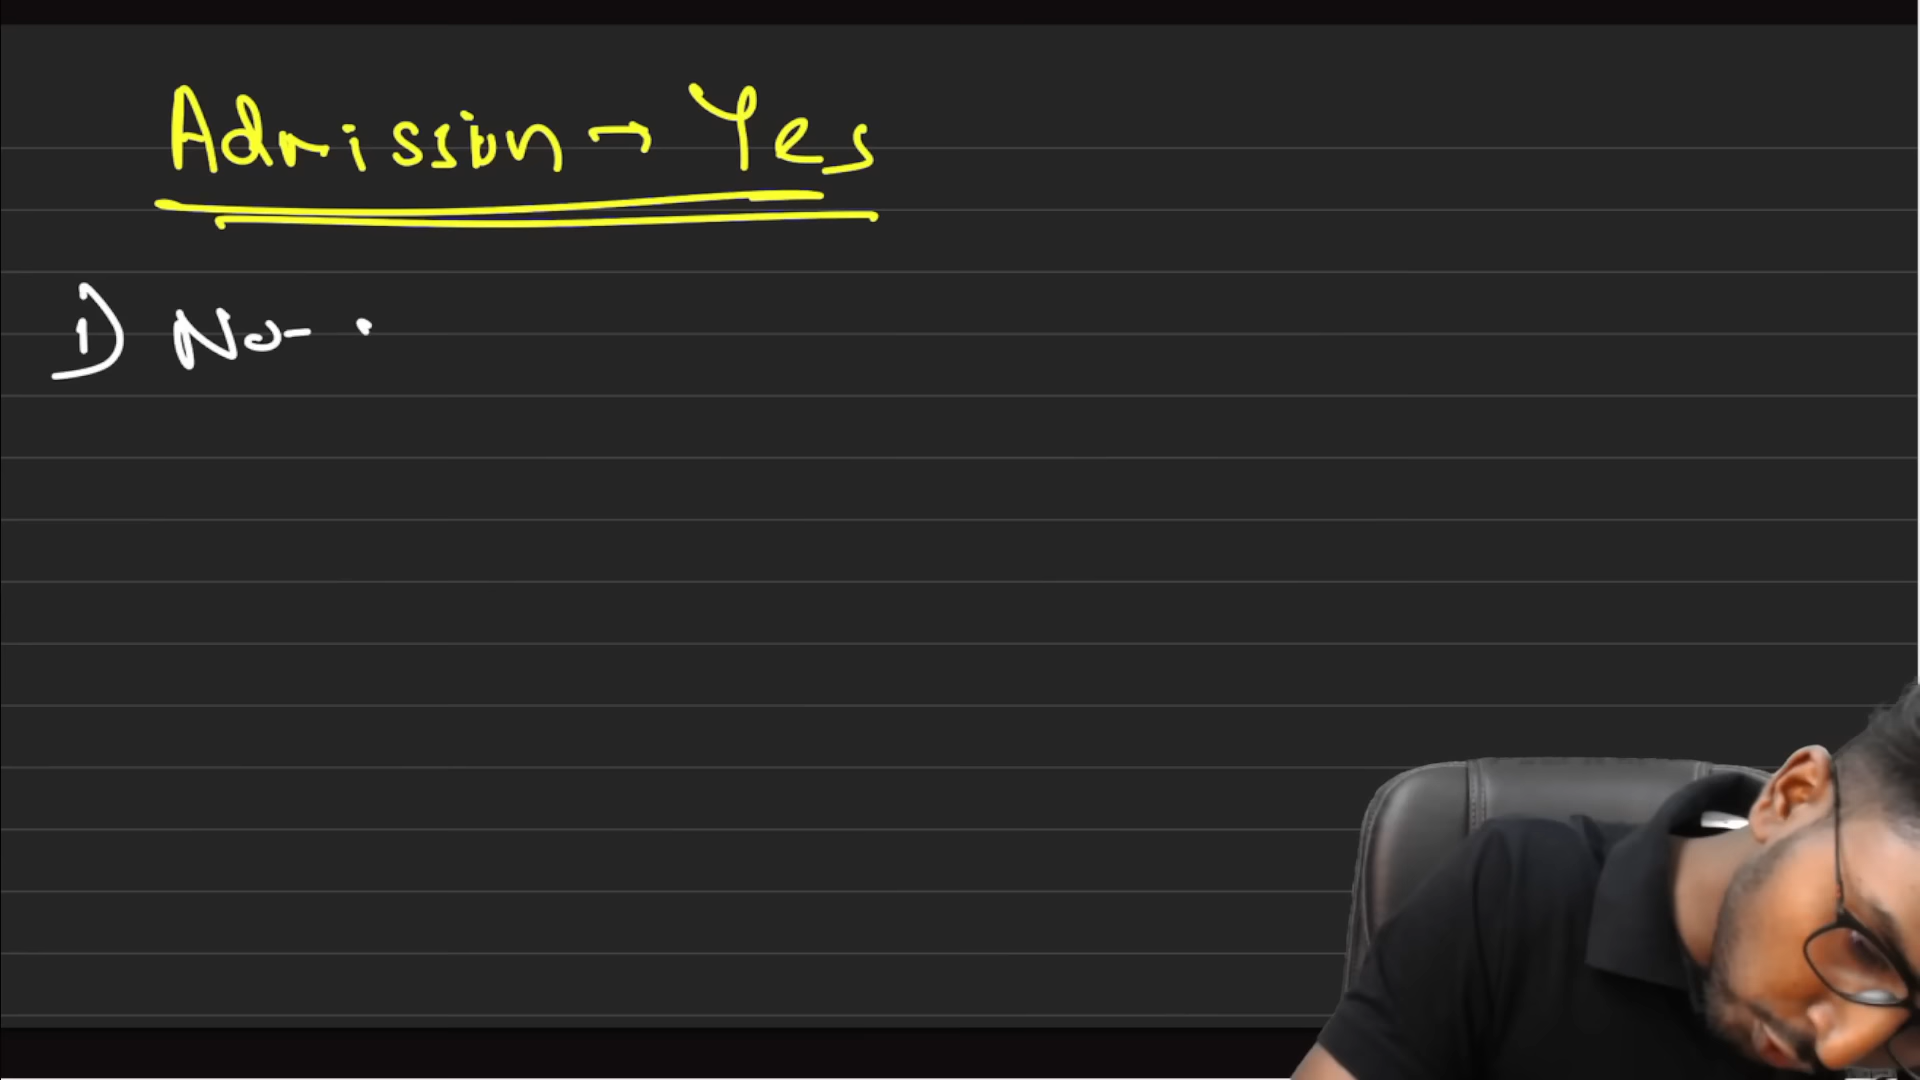 Admission → Yes
1) No-